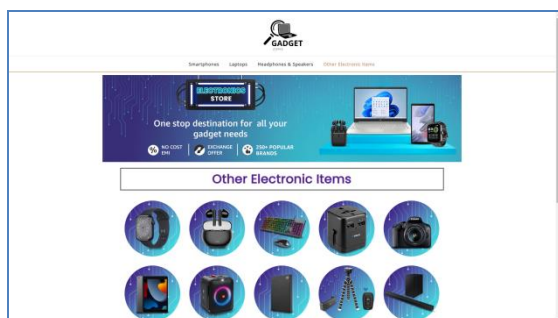 GADGET
Smartphones Laptops Headphones & Speakers Other Electronic Items
ELECTRONICS
STORE
One stop destination for all your
gadget needs
NO COST
EMI
EXCHANGE
OFFER
250+ POPULAR
BRANDS
Other Electronic Items